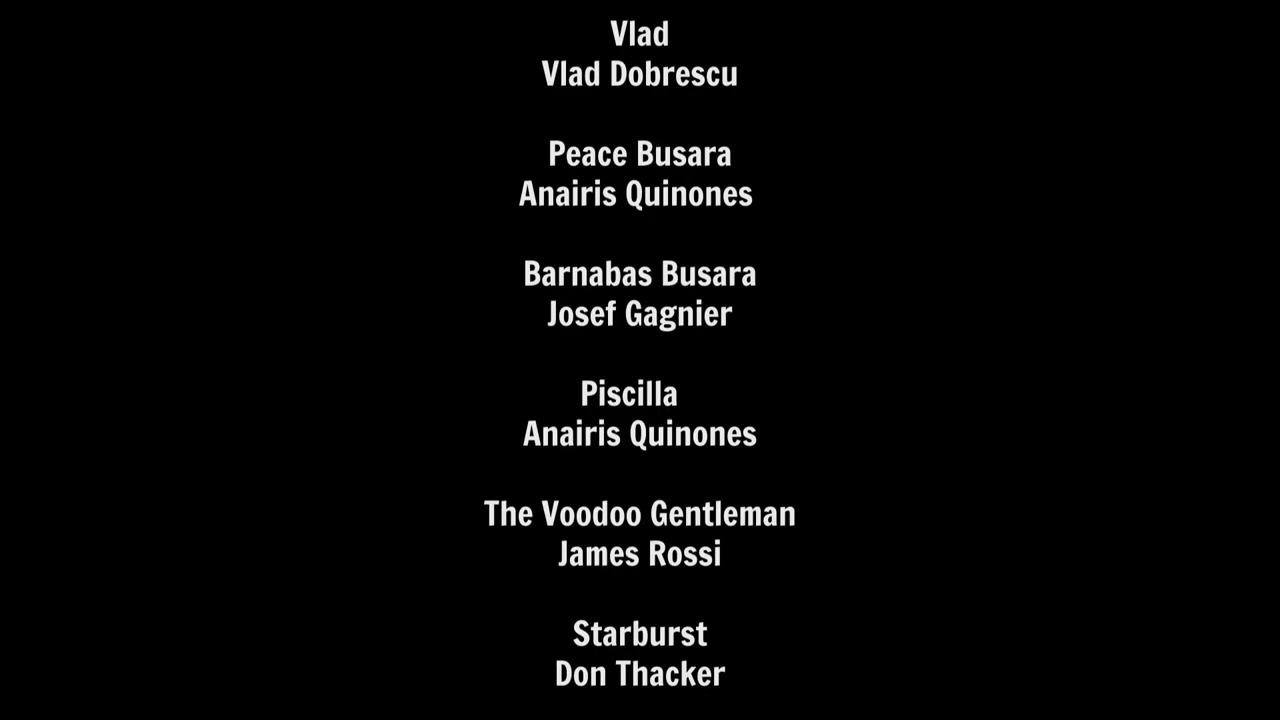 Vlad
Vlad Dobrescu
Peace Busara
Anairis Quinones
Barnabas Busara
Josef Gagnier
Piscilla
Anairis Quinones
The Voodoo Gentleman
James Rossi
Starburst
Don Thacker